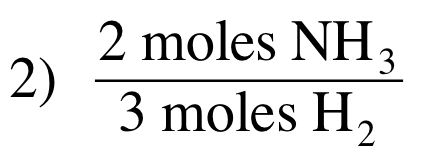 2) 2 moles NH₃
3 moles H₂